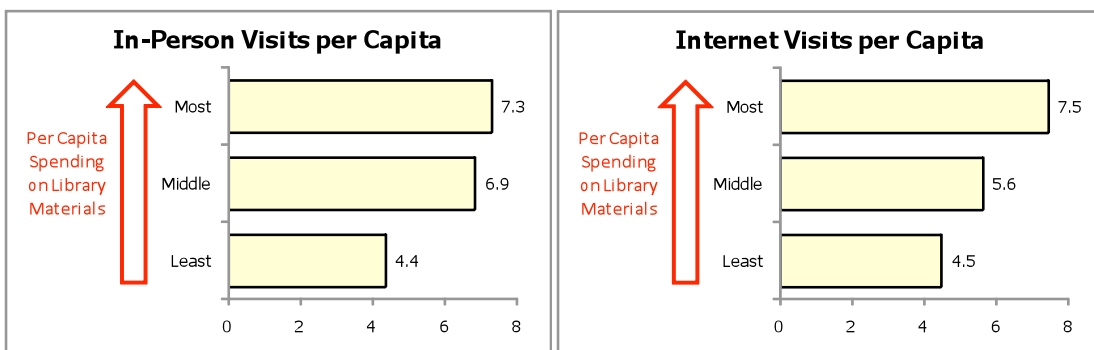 In-Person Visits per Capita
Most
7.3
Per Capita
Spending
on Library
Materials
Middle
6.9
Least
4.4
0 2 4 6 8
Internet Visits per Capita
Most
7.5
Per Capita
Spending
on Library
Materials
Middle
5.6
Least
4.5
0 2 4 6 8